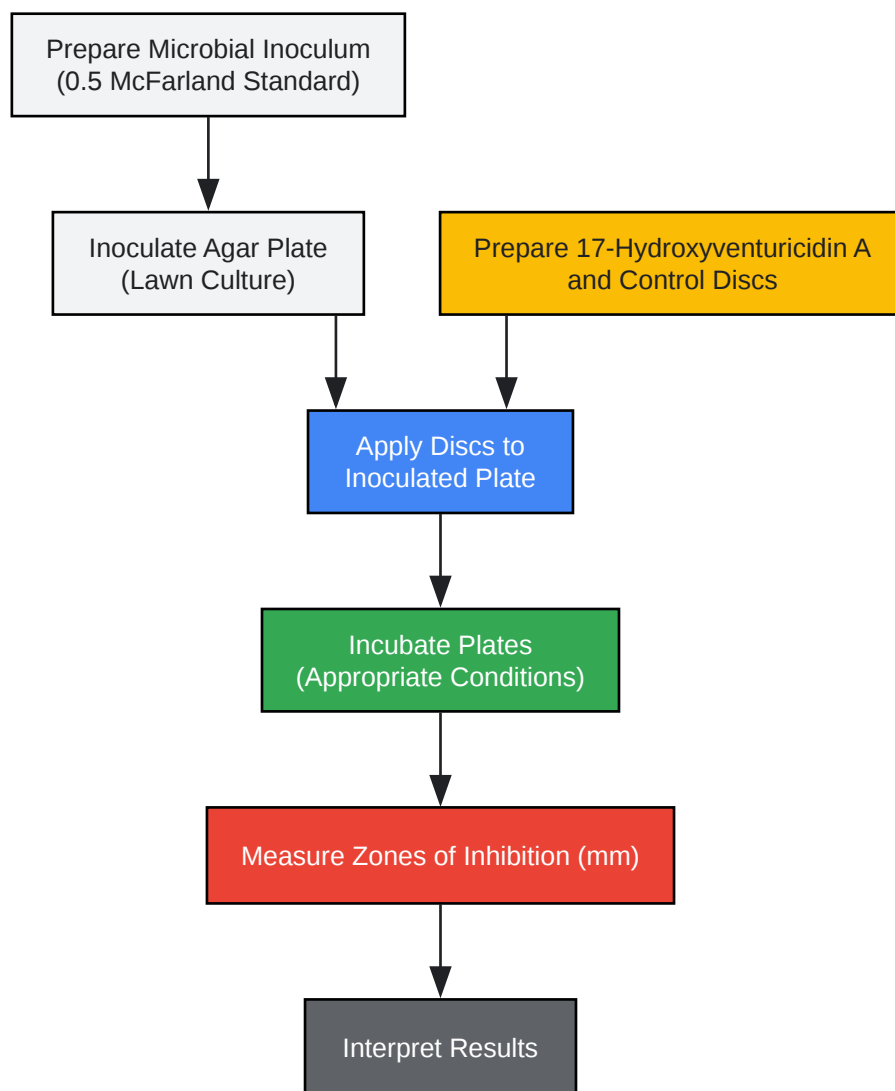 Prepare Microbial Inoculum
(0.5 McFarland Standard)
Inoculate Agar Plate
(Lawn Culture)
Prepare 17-Hydroxyventuricidin A
and Control Discs
Apply Discs to
Inoculated Plate
Incubate Plates
(Appropriate Conditions)
Measure Zones of Inhibition (mm)
Interpret Results